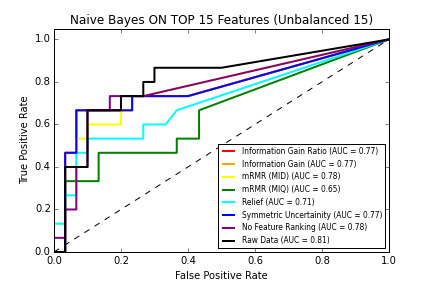 Naive Bayes ON TOP 15 Features (Unbalanced 15)
True Positive Rate
1.0
0.8
0.6
0.4
0.2
0.0
Information Gain Ratio (AUC = 0.77)
Information Gain (AUC = 0.77)
mRMR (MID) (AUC = 0.78)
mRMR (MIQ) (AUC = 0.65)
Relief (AUC = 0.71)
Symmetric Uncertainity (AUC = 0.77)
No Feature Ranking (AUC = 0.78)
Raw Data (AUC = 0.81)
0.0 0.2 0.4 0.6 0.8 1.0
False Positive Rate